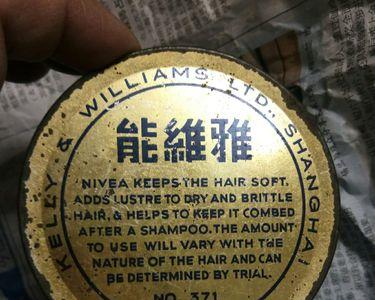 KELLY & WILLIAMS LTD., SHANGHAI
能維雅
NIVEA KEEPS THE HAIR SOFT,
ADDS LUSTRE TO DRY AND BRITTLE
HAIR, & HELPS TO KEEP IT COMBED
AFTER A SHAMPOO. THE AMOUNT
TO USE WILL VARY WITH THE
NATURE OF THE HAIR AND CAN
BE DETERMINED BY TRIAL.
NO. 371